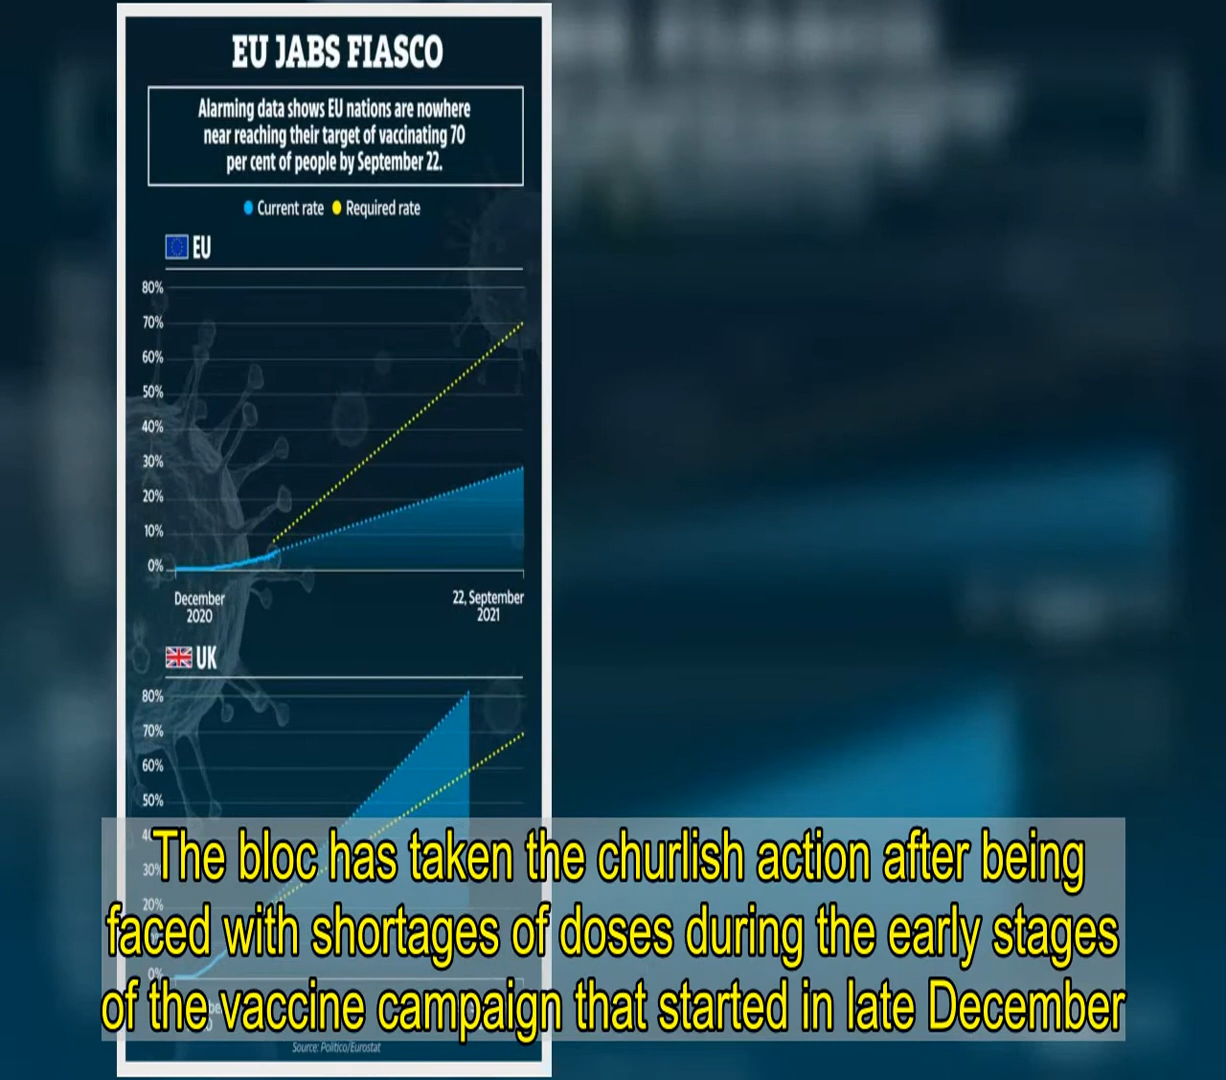 EU JABS FIASCO
Alarming data shows EU nations are nowhere
near reaching their target of vaccinating 70
per cent of people by September 22.
Current rate Required rate
EU
80%
70%
60%
50%
40%
30%
20%
10%
0%
December
2020
22, September
2021
UK
80%
70%
60%
50%
30%
20%
0%
The bloc has taken the churlish action after being
faced with shortages of doses during the early stages
of the vaccine campaign that started in late December
Source: Politico/Eurostat